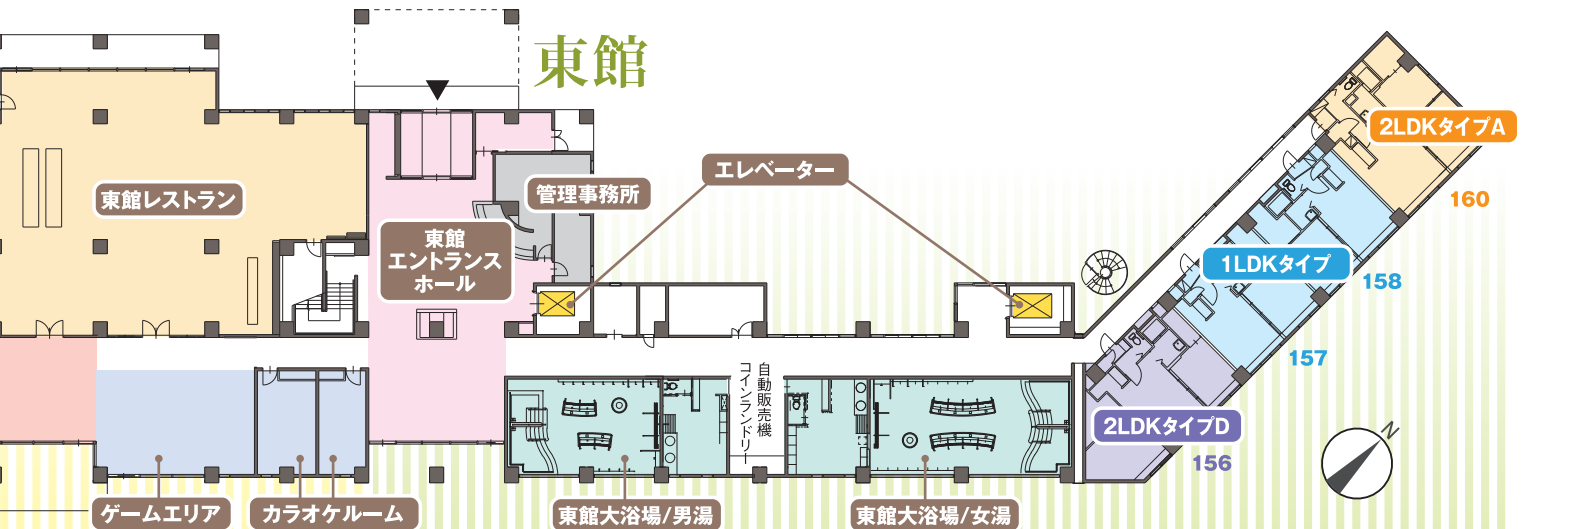 東館
2LDKタイプA
160
エレベーター
東館レストラン
管理事務所
東館
エントランス
ホール
1LDKタイプ
158
157
自動販売機
コインランドリー
2LDKタイプD
156
N
ゲームエリア
カラオケルーム
東館大浴場/男湯
東館大浴場/女湯